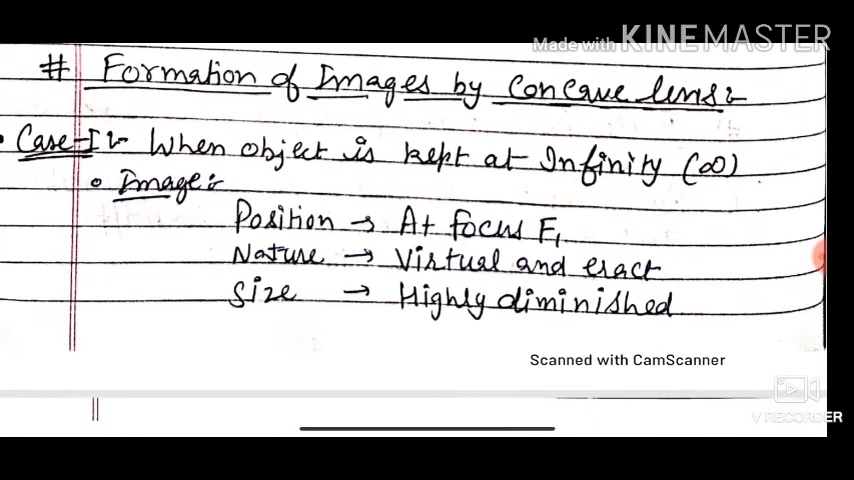 Made with KINEMASTER
# Formation of Images by Concave lens :-
• Case-I :- When object is kept at Infinity (∞)
• Image :-
Position → At focus F₁
Nature → Virtual and eract
Size → Highly diminished
Scanned with CamScanner
V RECORDER